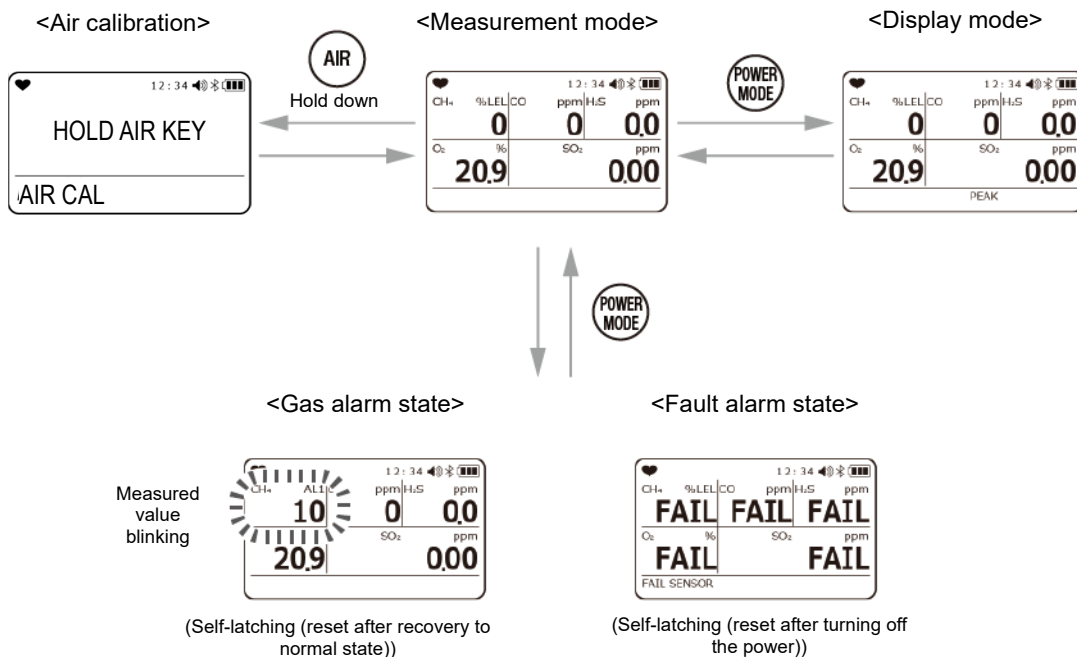 <Air calibration>
<Measurement mode>
<Display mode>
AIR
Hold down
POWER
MODE
12:34
HOLD AIR KEY
AIR CAL
12:34
CH₄ %LEL CO ppm H₂S ppm
0 0 0.0
O₂ % SO₂ ppm
20.9 0.00
12:34
CH₄ %LEL CO ppm H₂S ppm
0 0 0.0
O₂ % SO₂ ppm
20.9 0.00
PEAK
POWER
MODE
<Gas alarm state>
<Fault alarm state>
Measured
value
blinking
12:34
CH₄ AL1 ppm H₂S ppm
10 0 0.0
SO₂ ppm
20.9 0.00
12:34
CH₄ %LEL CO ppm H₂S ppm
FAIL FAIL FAIL
O₂ % SO₂ ppm
FAIL FAIL
FAIL SENSOR
(Self-latching (reset after recovery to
normal state))
(Self-latching (reset after turning off
the power))